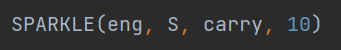 SPARKLE(eng, S, carry, 10)